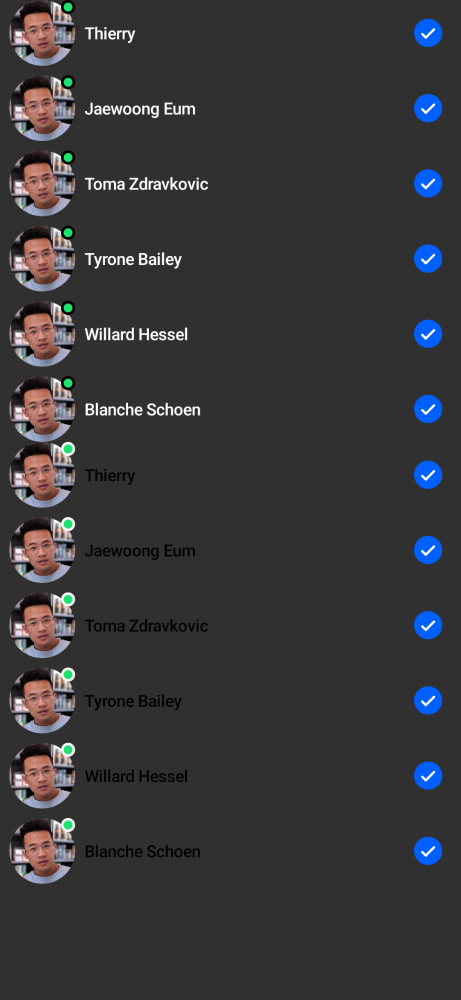 Thierry
Jaewoong Eum
Toma Zdravkovic
Tyrone Bailey
Willard Hessel
Blanche Schoen
Thierry
Jaewoong Eum
Toma Zdravkovic
Tyrone Bailey
Willard Hessel
Blanche Schoen